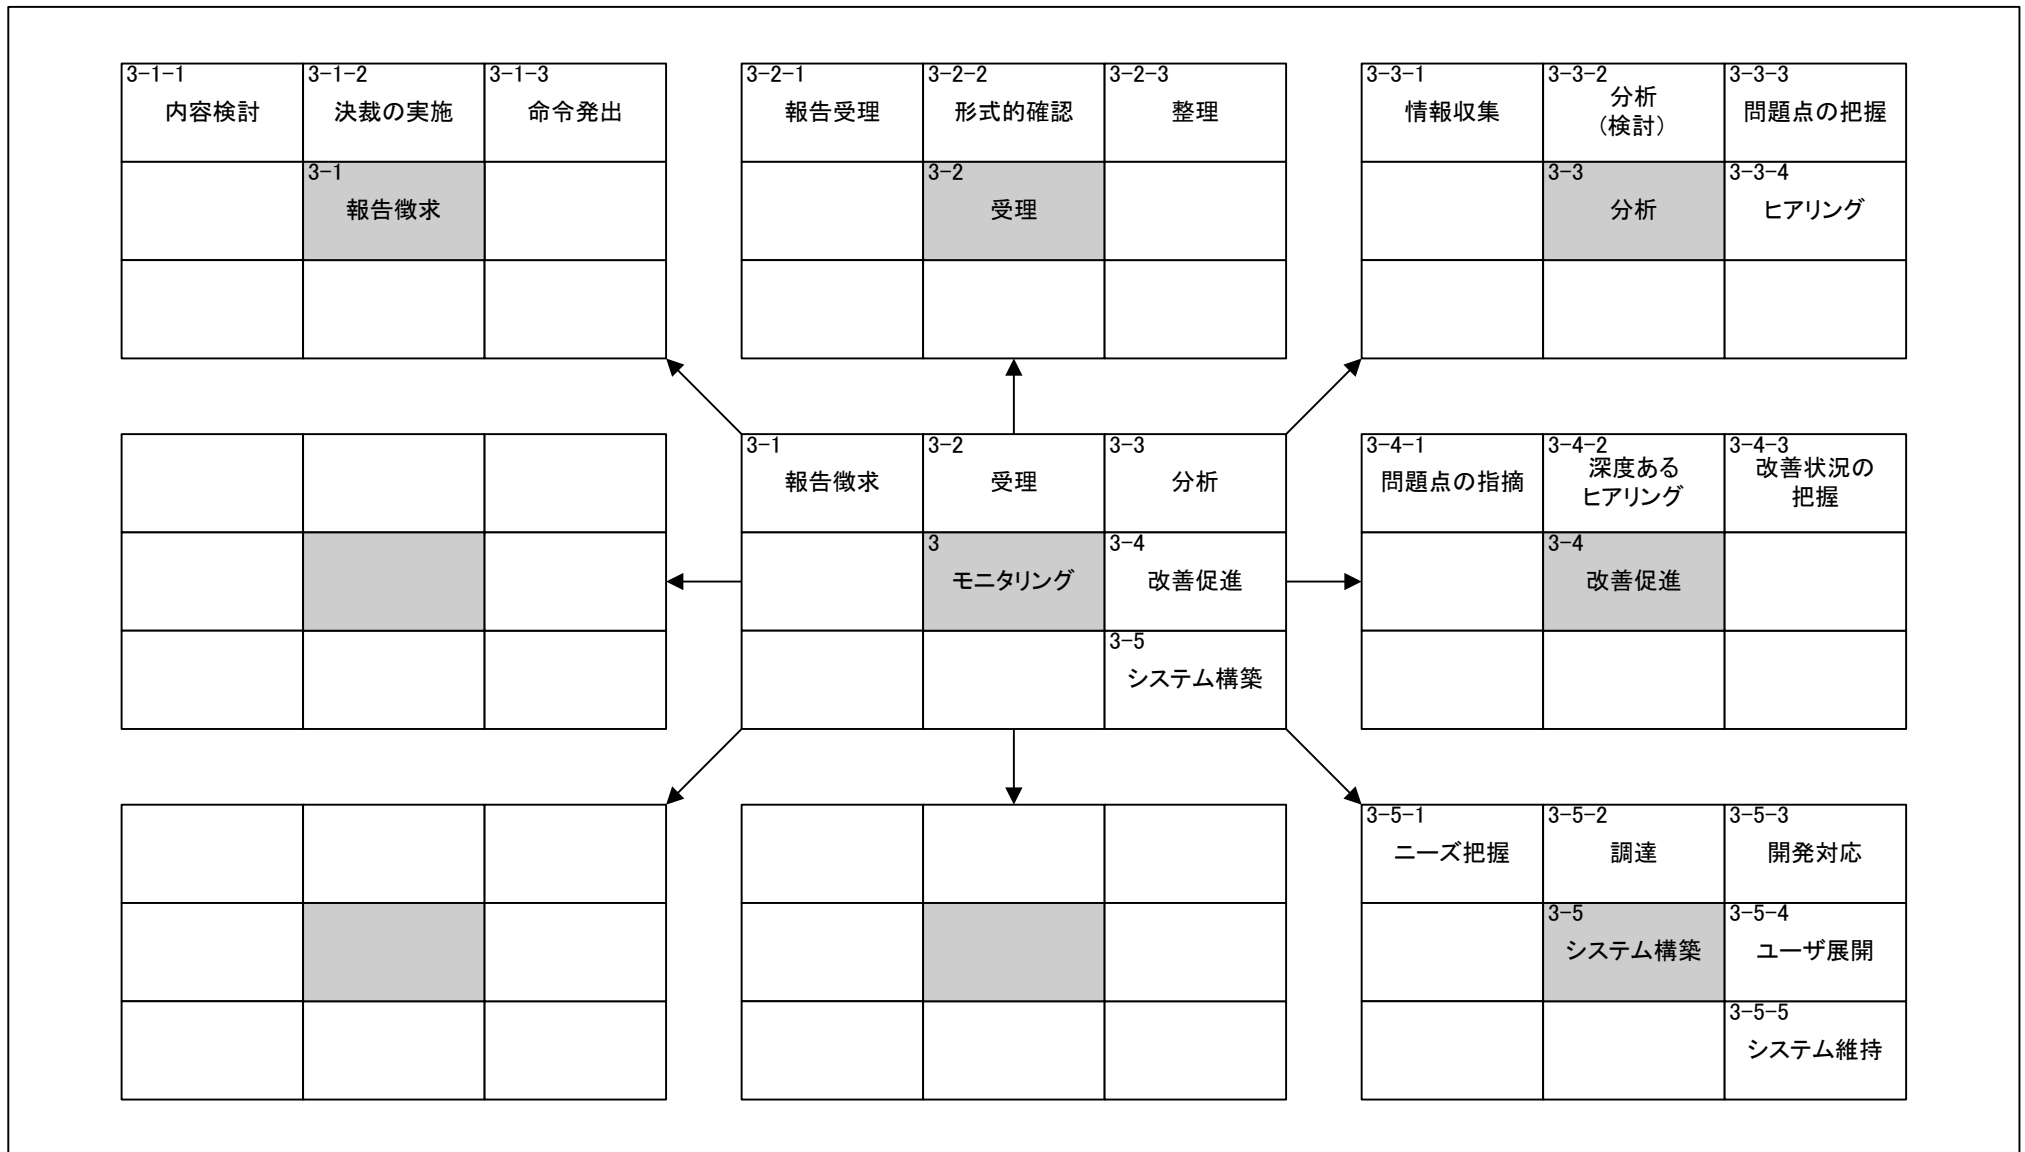 3-1-1
内容検討
3-1-2
決裁の実施
3-1-3
命令発出
3-1
報告徴求
3-2-1
報告受理
3-2-2
形式的確認
3-2-3
整理
3-2
受理
3-3-1
情報収集
3-3-2
分析
(検討)
3-3-3
問題点の把握
3-3
分析
3-3-4
ヒアリング
3-1
報告徴求
3-2
受理
3-3
分析
3
モニタリング
3-4
改善促進
3-5
システム構築
3-4-1
問題点の指摘
3-4-2
深度ある
ヒアリング
3-4-3
改善状況の
把握
3-4
改善促進
3-5-1
ニーズ把握
3-5-2
調達
3-5-3
開発対応
3-5
システム構築
3-5-4
ユーザ展開
3-5-5
システム維持